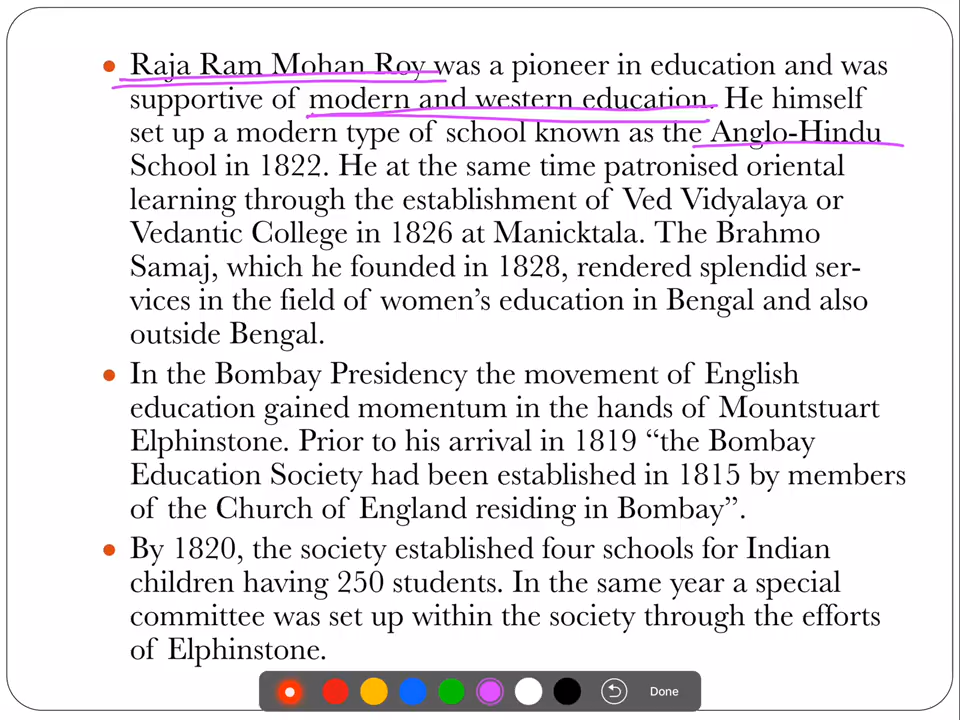 • Raja Ram Mohan Roy was a pioneer in education and was
supportive of modern and western education. He himself
set up a modern type of school known as the Anglo-Hindu
School in 1822. He at the same time patronised oriental
learning through the establishment of Ved Vidyalaya or
Vedantic College in 1826 at Manicktala. The Brahmo
Samaj, which he founded in 1828, rendered splendid ser-
vices in the field of women's education in Bengal and also
outside Bengal.
• In the Bombay Presidency the movement of English
education gained momentum in the hands of Mountstuart
Elphinstone. Prior to his arrival in 1819 “the Bombay
Education Society had been established in 1815 by members
of the Church of England residing in Bombay”.
• By 1820, the society established four schools for Indian
children having 250 students. In the same year a special
committee was set up within the society through the efforts
of Elphinstone.
Done